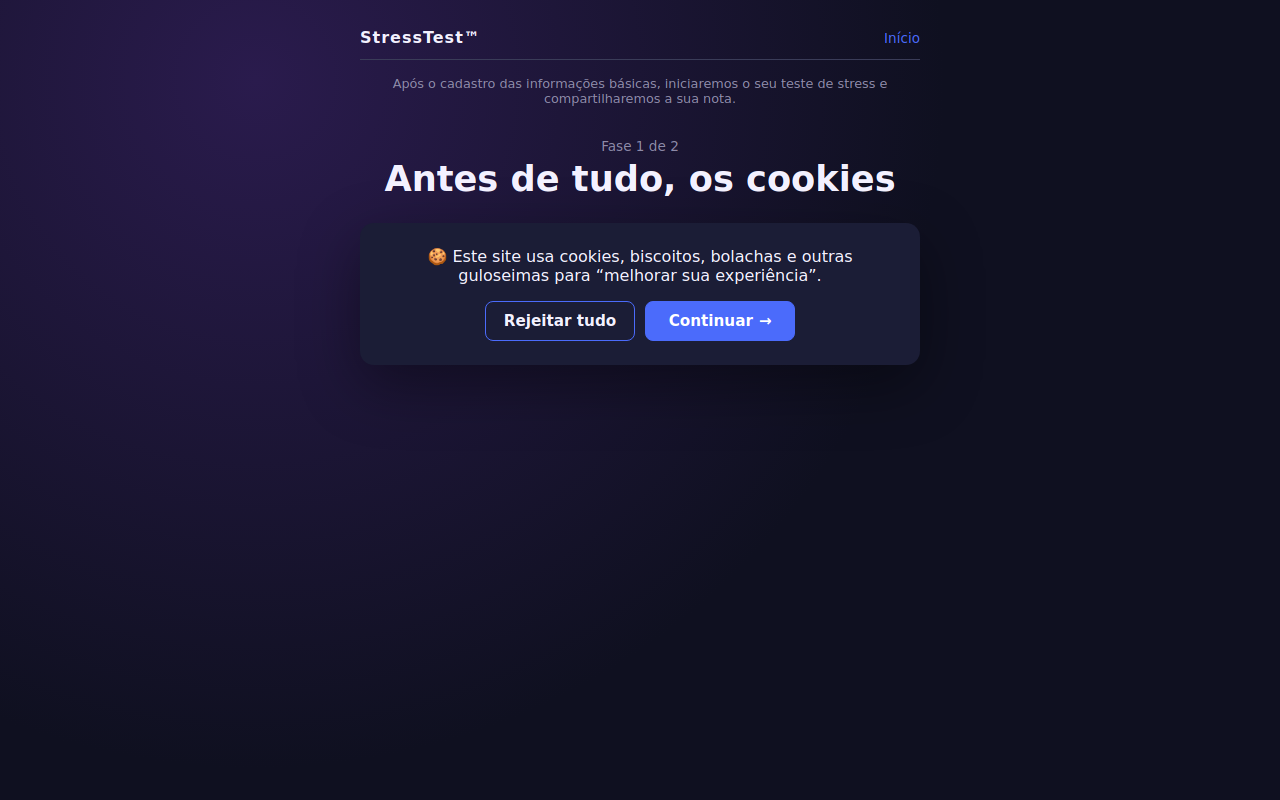 StressTest™
Início
Após o cadastro das informações básicas, iniciaremos o seu teste de stress e
compartilharemos a sua nota.
Fase 1 de 2
Antes de tudo, os cookies
🍪 Este site usa cookies, biscoitos, bolachas e outras
guloseimas para “melhorar sua experiência”.
Rejeitar tudo
Continuar →